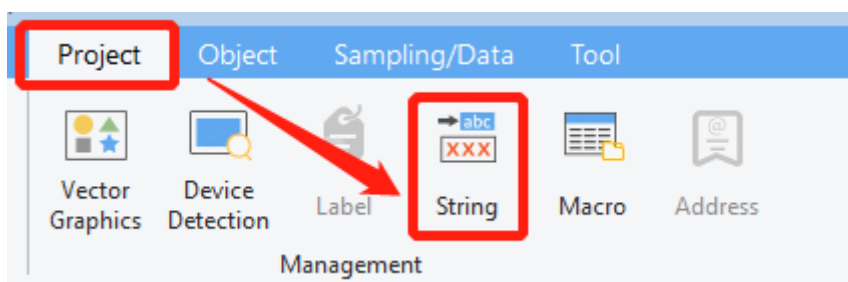 Project Object Sampling/Data Tool
abc
XXX
@
Vector Graphics
Device Detection
Label
String
Macro
Address
Management